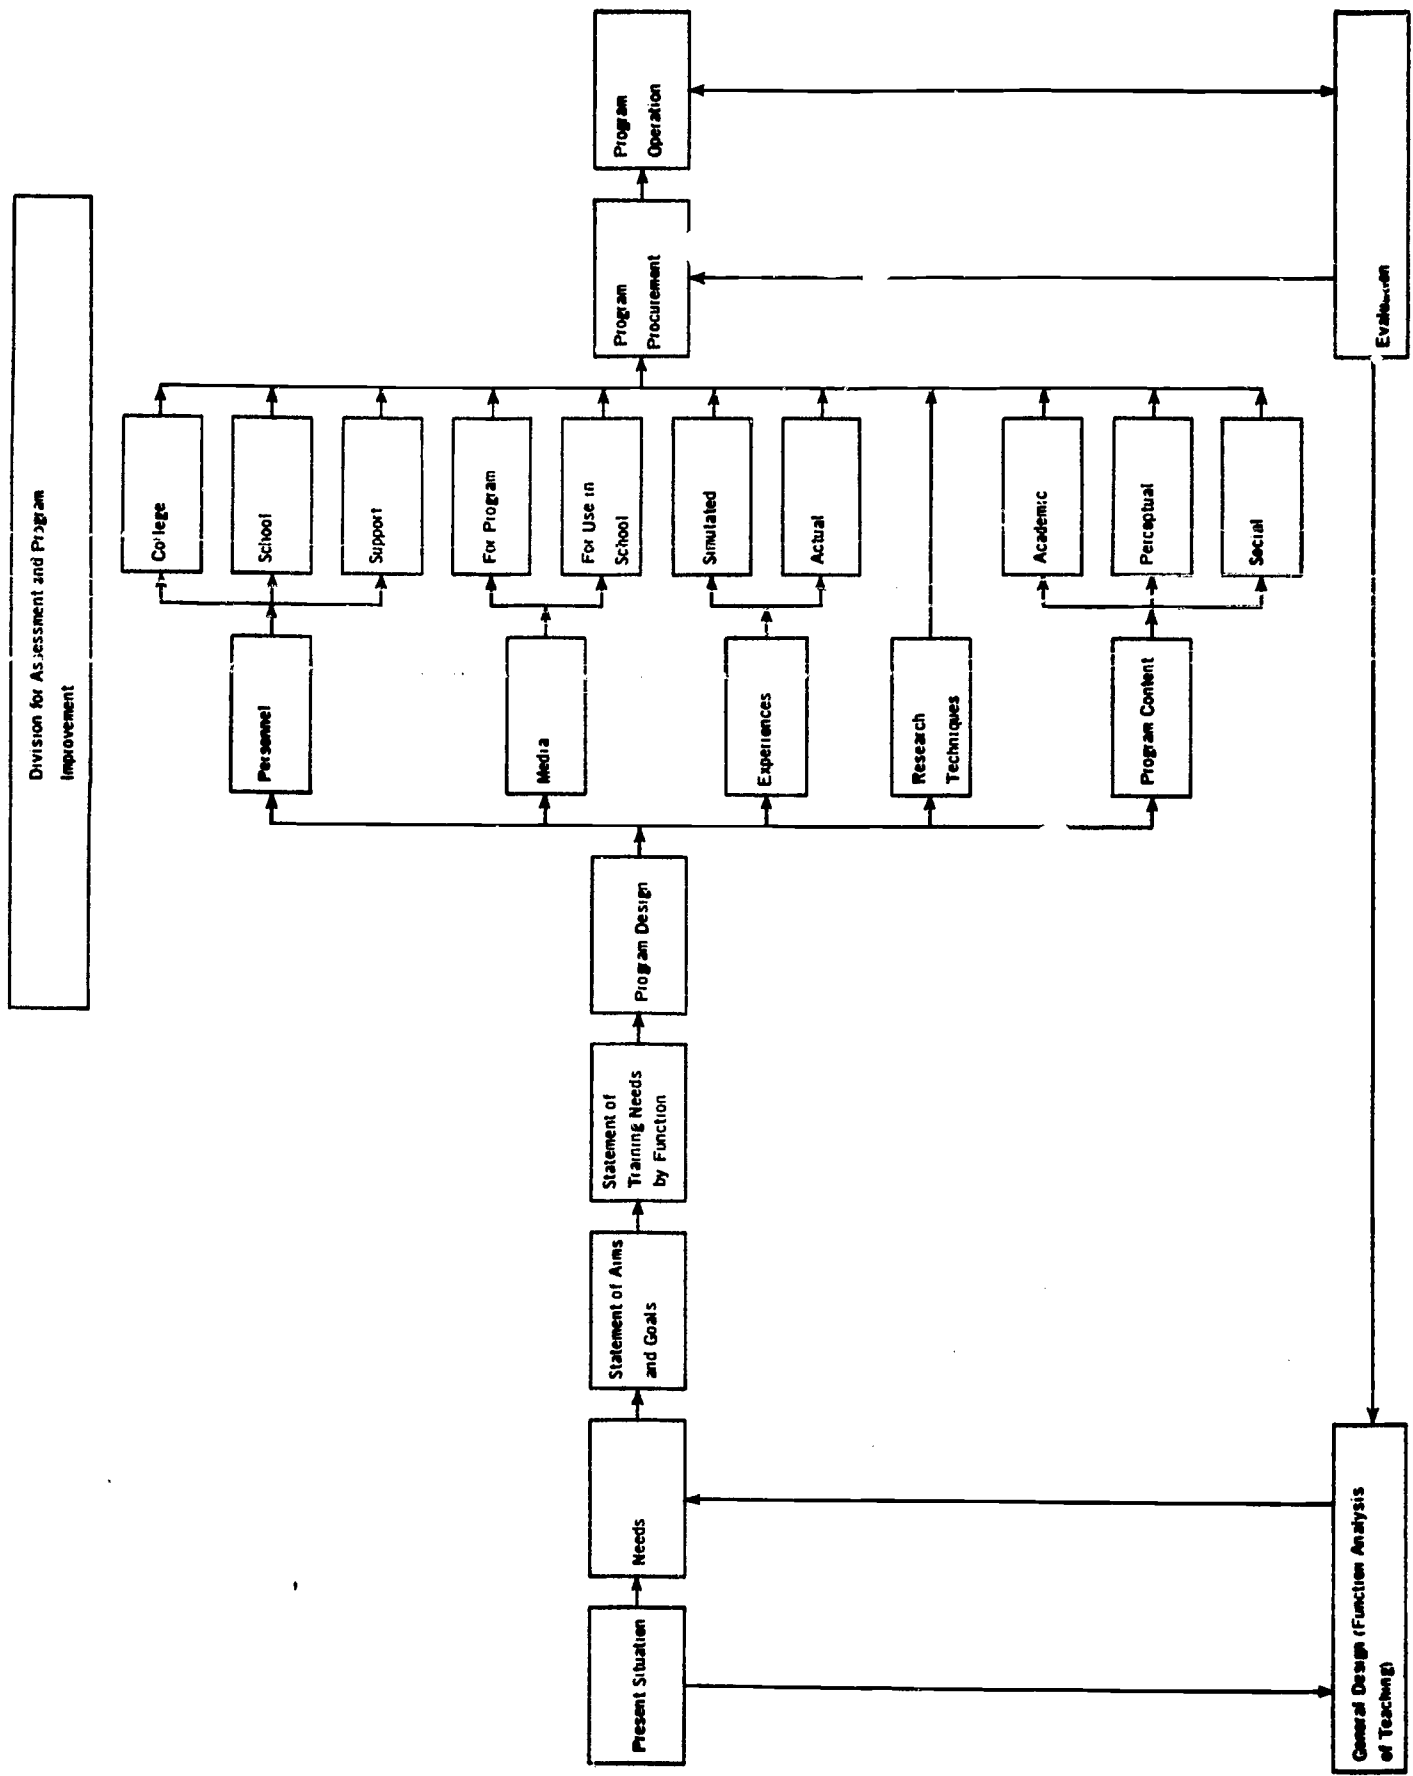 Division for Assessment and Program
Improvement
Present Situation
Needs
Statement of Aims
and Goals
Statement of
Training Needs
by Function
Program Design
Personnel
Media
Experiences
Research
Techniques
Program Content
College
School
Support
For Program
For Use in
School
Simulated
Actual
Academic
Perceptual
Social
Program
Procurement
Program
Operation
General Design (Function Analysis
of Teaching)
Evaluation